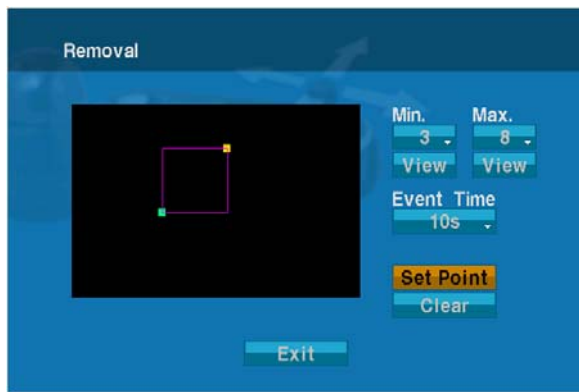 Removal
Min. Max.
3 8
View View
Event Time
10s
Set Point
Clear
Exit